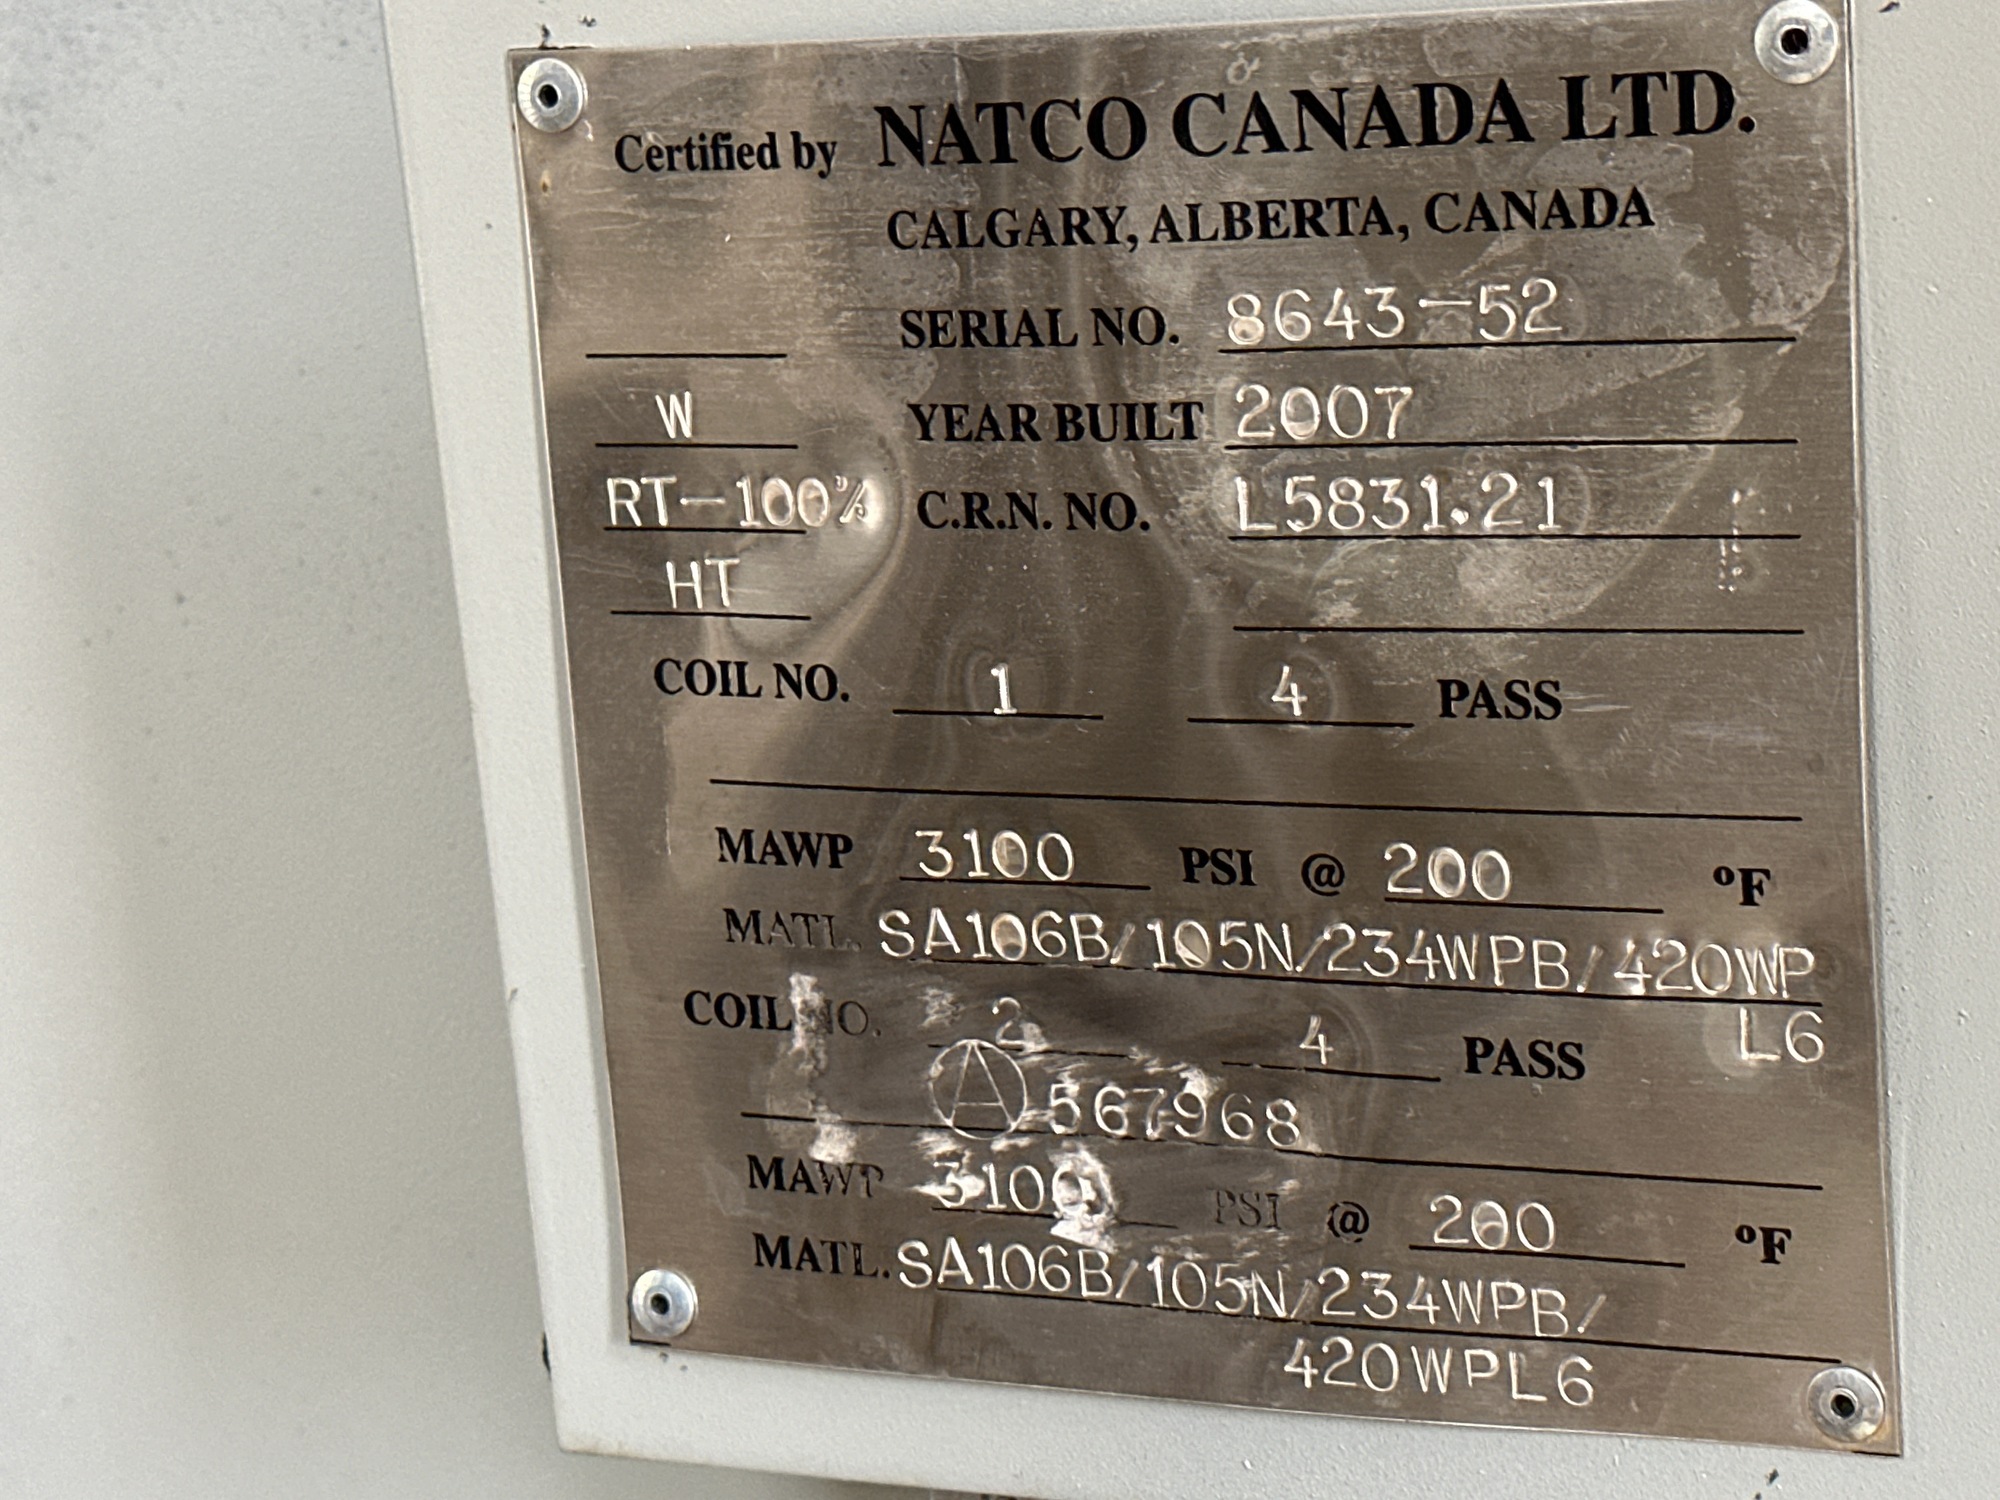 Certified by NATCO CANADA LTD.
CALGARY, ALBERTA, CANADA
SERIAL NO. 8643-52
W YEAR BUILT 2007
RT-100% C.R.N. NO. L5831.21
HT
COIL NO. 1 4 PASS
MAWP 3100 PSI @ 200 °F
MATL. SA106B/105N/234WPB/420WP
L6
COIL NO. 2 4 PASS
A 567968
MAWP 3100 PSI @ 200 °F
MATL. SA106B/105N/234WPB/
420WPL6